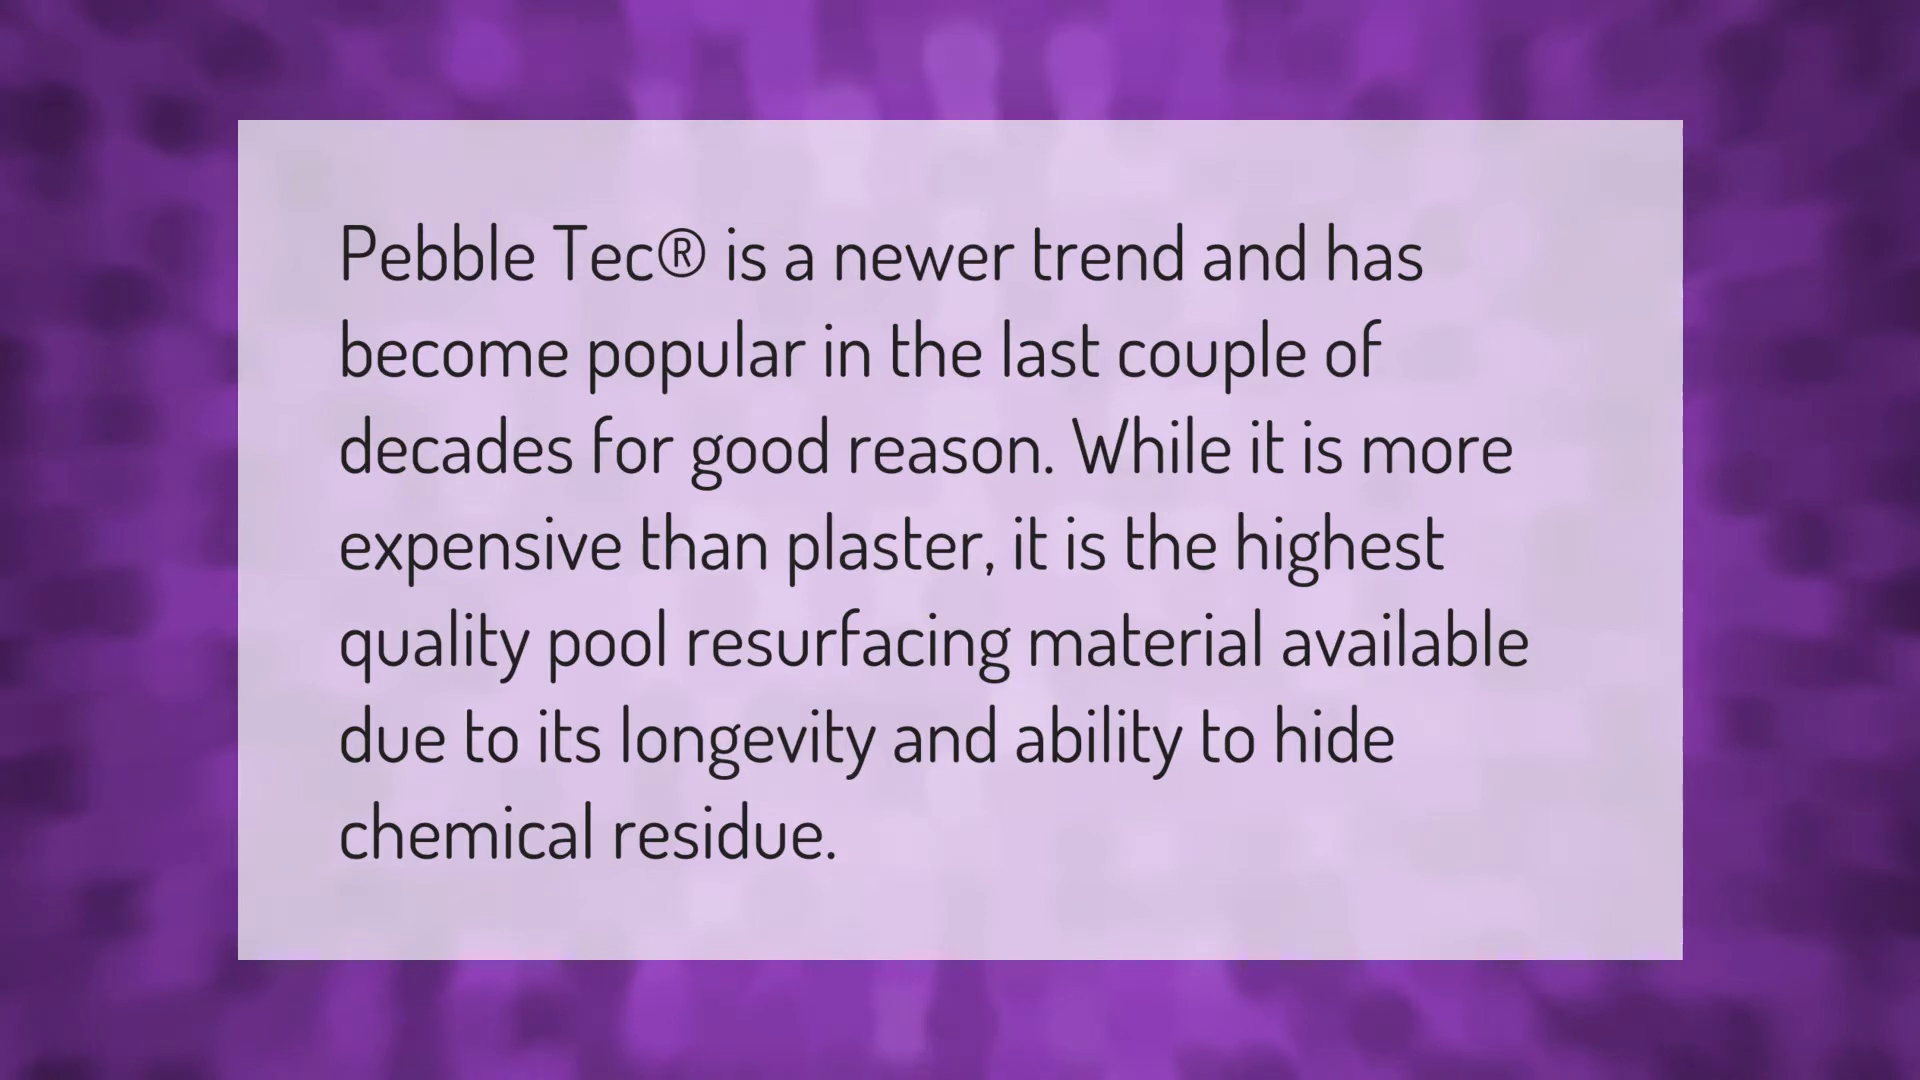 Pebble Tec® is a newer trend and has
become popular in the last couple of
decades for good reason. While it is more
expensive than plaster, it is the highest
quality pool resurfacing material available
due to its longevity and ability to hide
chemical residue.